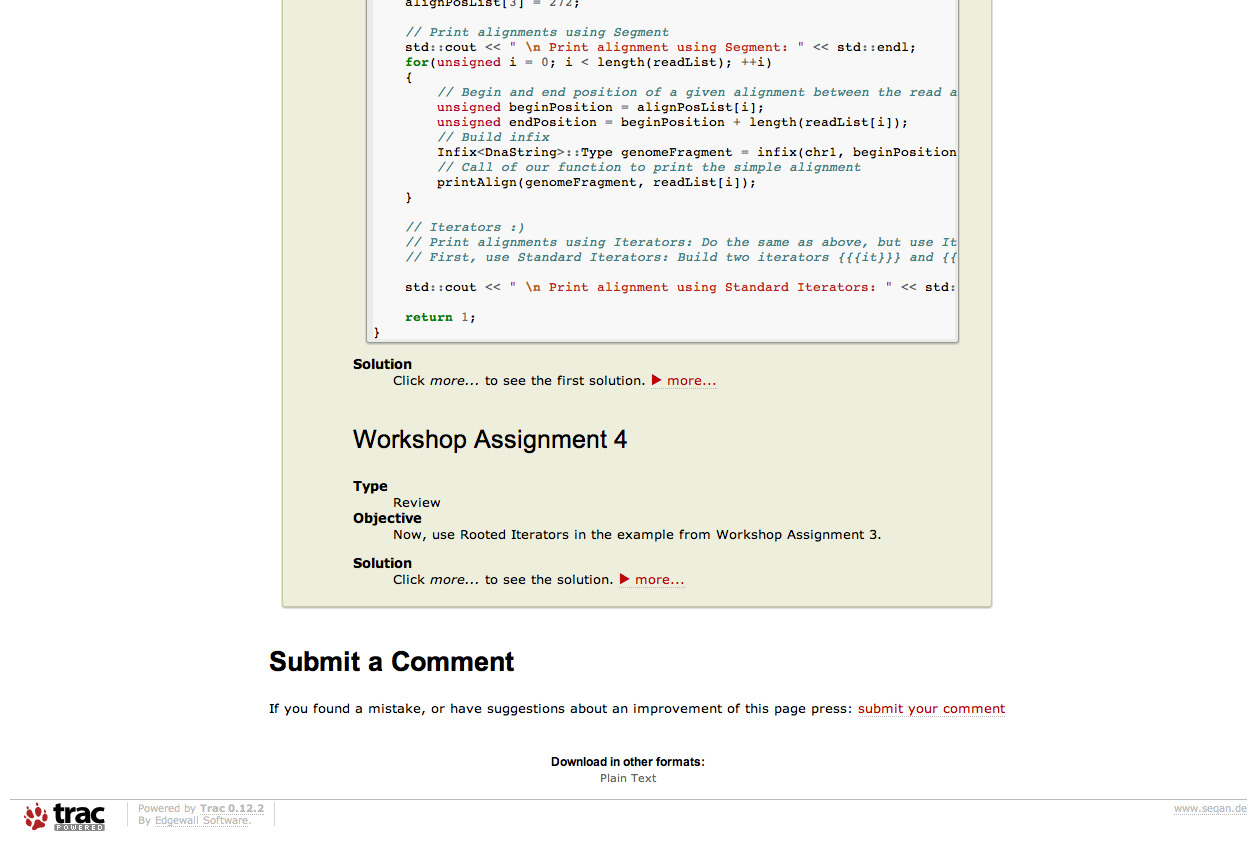 alignPosList[3] = 272;
// Print alignments using Segment
std::cout << " \n Print alignment using Segment: " << std::endl;
for(unsigned i = 0; i < length(readList); ++i)
{
// Begin and end position of a given alignment between the read a
unsigned beginPosition = alignPosList[i];
unsigned endPosition = beginPosition + length(readList[i]);
// Build infix
Infix<DnaString>::Type genomeFragment = infix(chr1, beginPosition
// Call of our function to print the simple alignment
printAlign(genomeFragment, readList[i]);
}
// Iterators :)
// Print alignments using Iterators: Do the same as above, but use It
// First, use Standard Iterators: Build two iterators {{{it}}} and {{
std::cout << " \n Print alignment using Standard Iterators: " << std:
return 1;
}
Solution
Click more... to see the first solution. ▶ more...
Workshop Assignment 4
Type
Review
Objective
Now, use Rooted Iterators in the example from Workshop Assignment 3.
Solution
Click more... to see the solution. ▶ more...
Submit a Comment
If you found a mistake, or have suggestions about an improvement of this page press: submit your comment
Download in other formats:
Plain Text
trac
POWERED
Powered by Trac 0.12.2
By Edgewall Software.
www.seqan.de